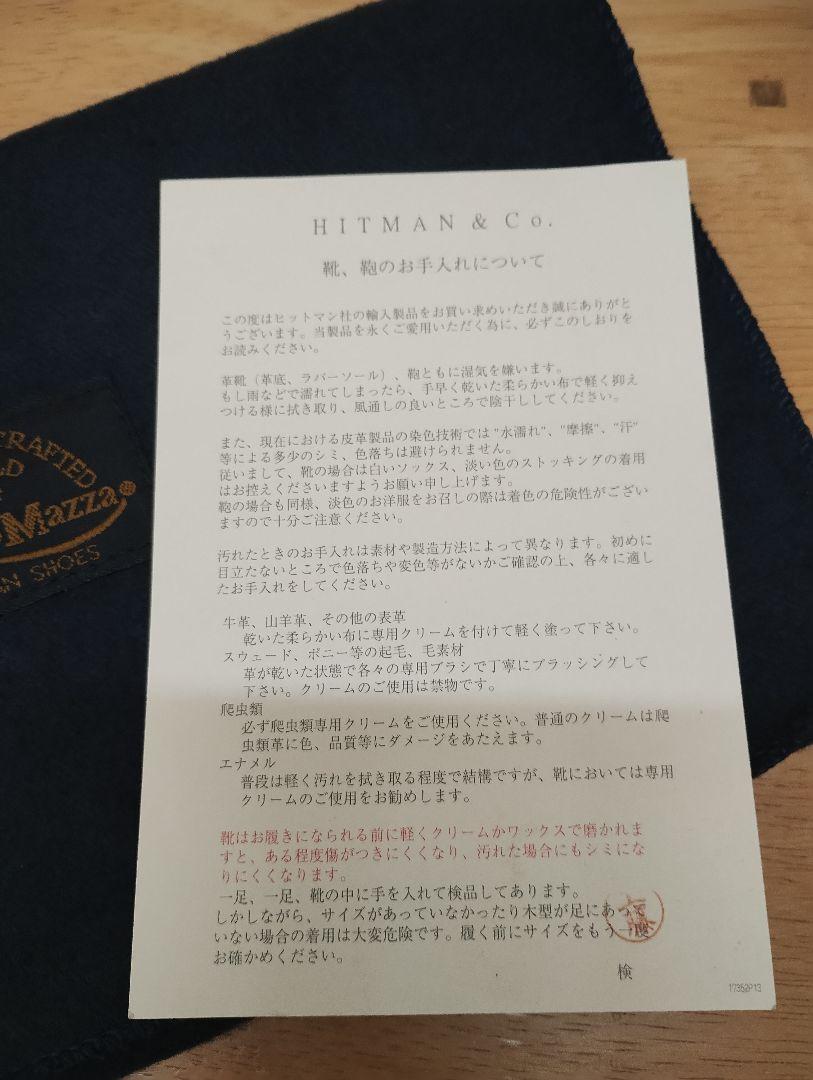 HITMAN & Co.
靴、鞄のお手入れについて
この度はヒットマン社の輸入製品をお買い求めいただき誠にありがと
うございます。当製品を永くご愛用いただく為に、必ずこのしおりを
お読みください。
革靴（革底、ラバーソール）、鞄ともに湿気を嫌います。
もし雨などで濡れてしまったら、手早く乾いた柔らかい布で軽く抑え
つける様に拭き取り、風通しの良いところで陰干ししてください。
また、現在における皮革製品の染色技術では"水濡れ"、"摩擦"、"汗"
等による多少のシミ、色落ちは避けられません。
従いまして、靴の場合は白いソックス、淡い色のストッキングの着用
はお控えくださいますようお願い申し上げます。
鞄の場合も同様、淡色のお洋服をお召しの際は着色の危険性がござい
ますので十分ご注意ください。
汚れたときのお手入れは素材や製造方法によって異なります。初めに
目立たないところで色落ちや変色等がないかご確認の上、各々に適し
たお手入れをしてください。
牛革、山羊革、その他の表革
乾いた柔らかい布に専用クリームを付けて軽く塗って下さい。
スウェード、ポニー等の起毛、毛素材
革が乾いた状態で各々の専用ブラシで丁寧にブラッシングして
下さい。クリームのご使用は禁物です。
爬虫類
必ず爬虫類専用クリームをご使用ください。普通のクリームは爬
虫類革に色、品質等にダメージをあたえます。
エナメル
普段は軽く汚れを拭き取る程度で結構ですが、靴においては専用
クリームのご使用をお勧めします。
靴はお履きになられる前に軽くクリームかワックスで磨かれま
すと、ある程度傷がつきにくくなり、汚れた場合にもシミにな
りにくくなります。
一足、一足、靴の中に手を入れて検品してあります。
しかしながら、サイズがあっていなかったり木型が足にあって
いない場合の着用は大変危険です。履く前にサイズをもう一度
お確かめください。
検
17352P13
CRAFTED
Mazza®
SHOES